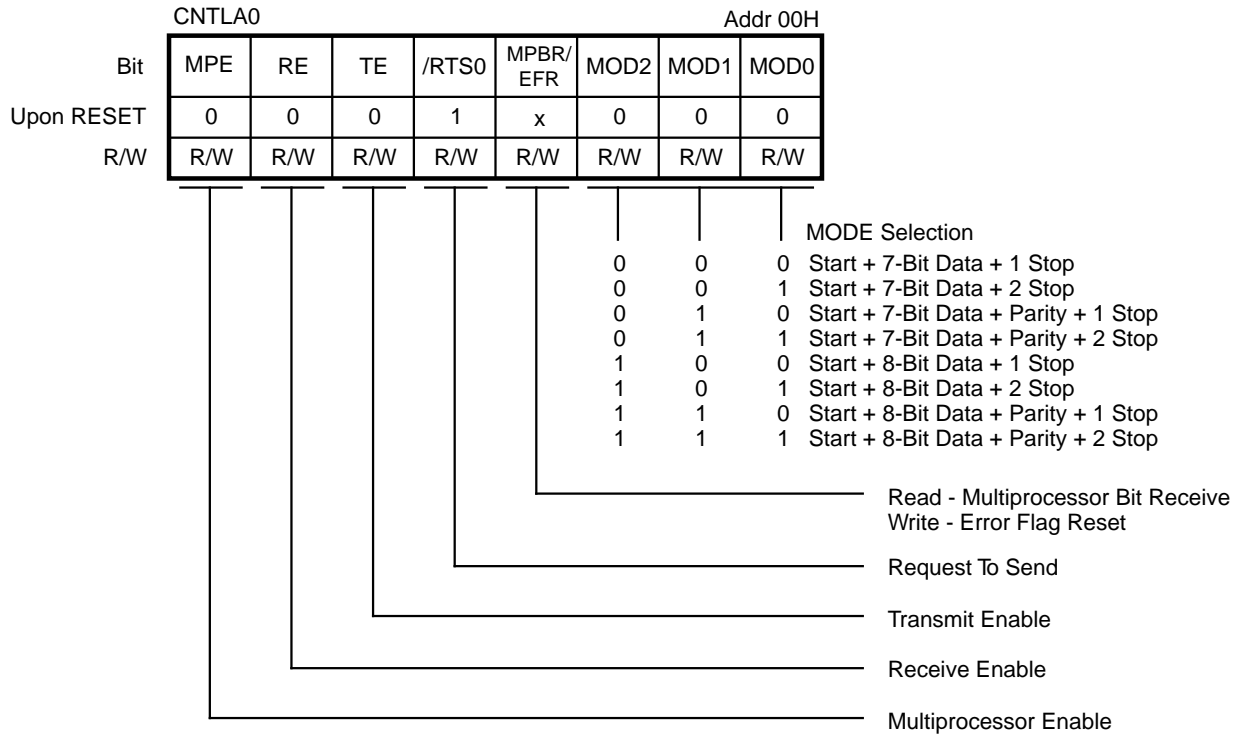 CNTLA0 Addr 00H
Bit MPE RE TE /RTS0 MPBR/ EFR MOD2 MOD1 MOD0
Upon RESET 0 0 0 1 x 0 0 0
R/W R/W R/W R/W R/W R/W R/W R/W R/W
MODE Selection
0 0 0 Start + 7-Bit Data + 1 Stop
0 0 1 Start + 7-Bit Data + 2 Stop
0 1 0 Start + 7-Bit Data + Parity + 1 Stop
0 1 1 Start + 7-Bit Data + Parity + 2 Stop
1 0 0 Start + 8-Bit Data + 1 Stop
1 0 1 Start + 8-Bit Data + 2 Stop
1 1 0 Start + 8-Bit Data + Parity + 1 Stop
1 1 1 Start + 8-Bit Data + Parity + 2 Stop
Read - Multiprocessor Bit Receive
Write - Error Flag Reset
Request To Send
Transmit Enable
Receive Enable
Multiprocessor Enable